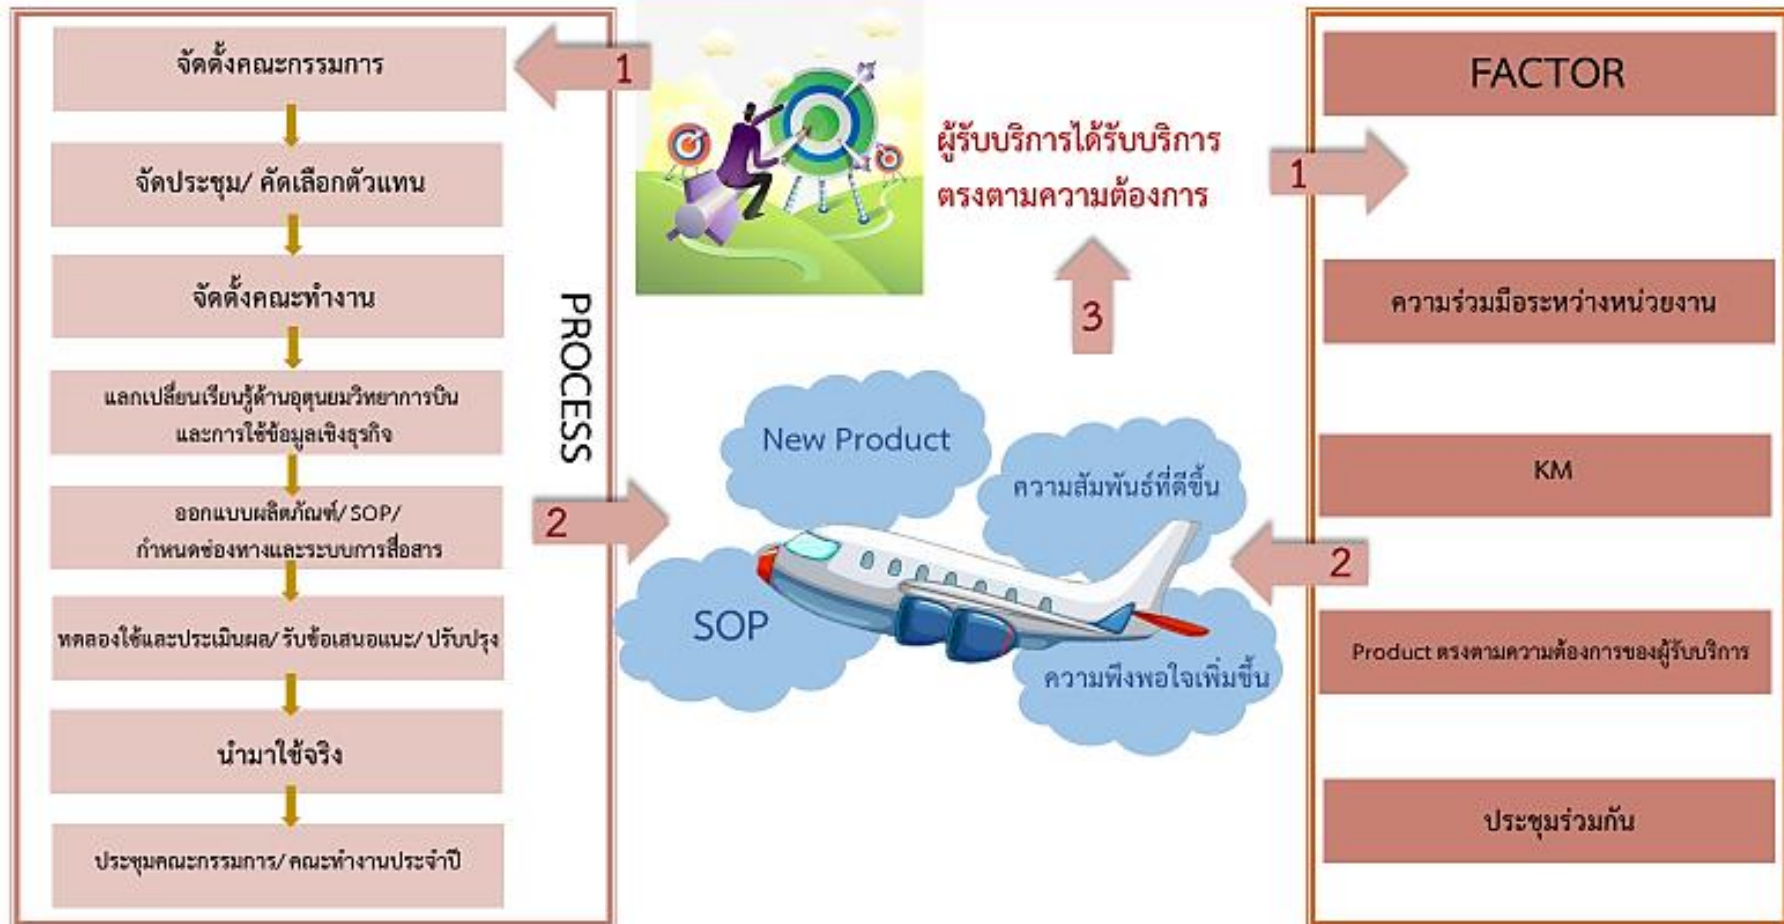 จัดตั้งคณะกรรมการ
จัดประชุม/ คัดเลือกตัวแทน
จัดตั้งคณะทำงาน
แลกเปลี่ยนเรียนรู้ด้านอุตุนิยมวิทยาการบิน
และการใช้ข้อมูลเชิงธุรกิจ
ออกแบบผลิตภัณฑ์/ SOP/
กำหนดช่องทางและระบบการสื่อสาร
ทดลองใช้และประเมินผล/ รับข้อเสนอแนะ/ ปรับปรุง
นำมาใช้จริง
ประชุมคณะกรรมการ/ คณะทำงานประจำปี
PROCESS
1
2
ผู้รับบริการได้รับบริการ
ตรงตามความต้องการ
3
New Product
ความสัมพันธ์ที่ดีขึ้น
SOP
ความพึงพอใจเพิ่มขึ้น
1
2
FACTOR
ความร่วมมือระหว่างหน่วยงาน
KM
Product ตรงตามความต้องการของผู้รับบริการ
ประชุมร่วมกัน